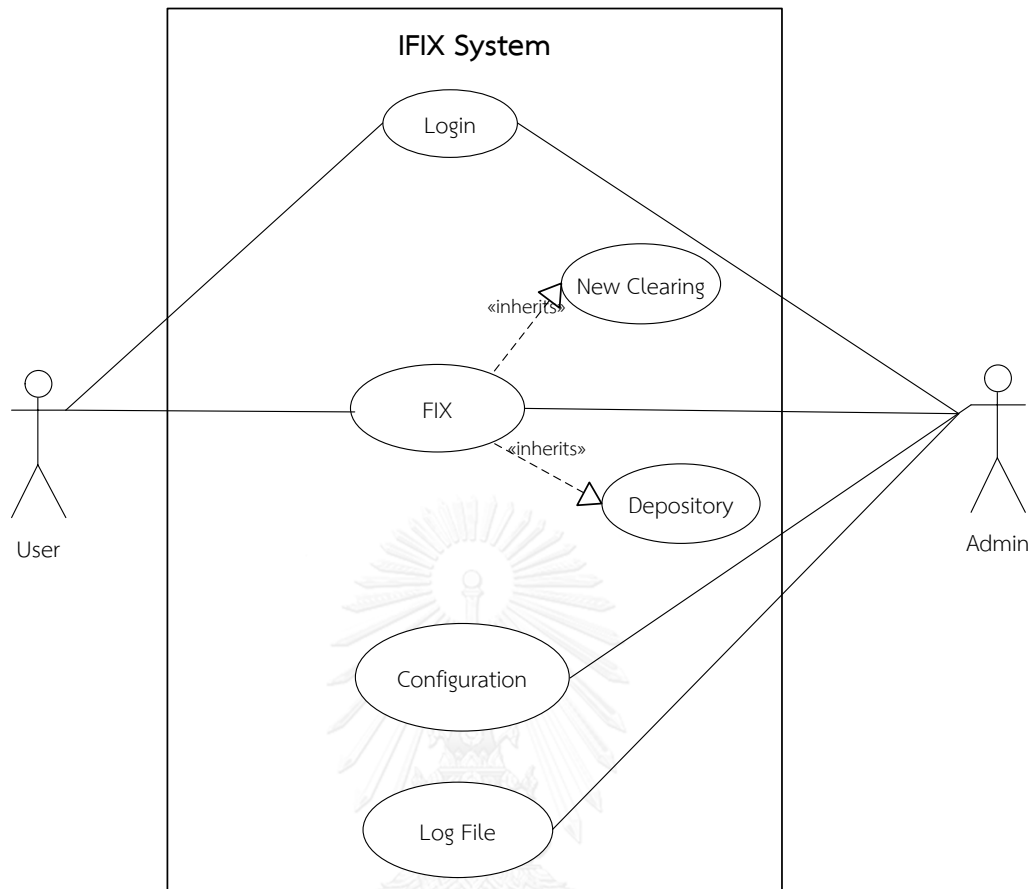 IFIX System
Login
New Clearing
«inherits»
FIX
«inherits»
Depository
User
Admin
Configuration
Log File